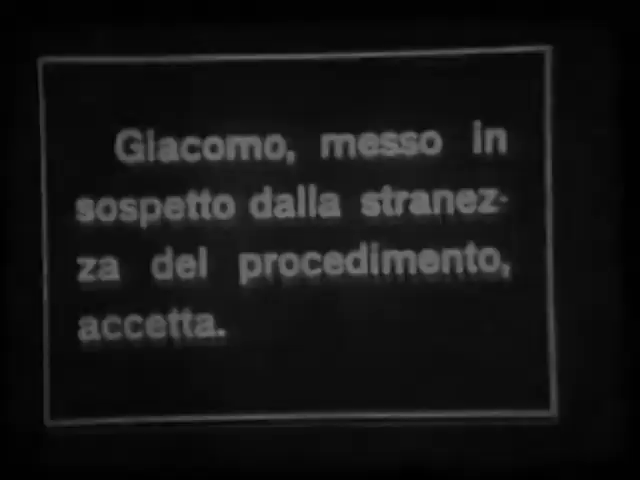 Giacomo, messo in
sospetto dalla stranez-
za del procedimento,
accetta.